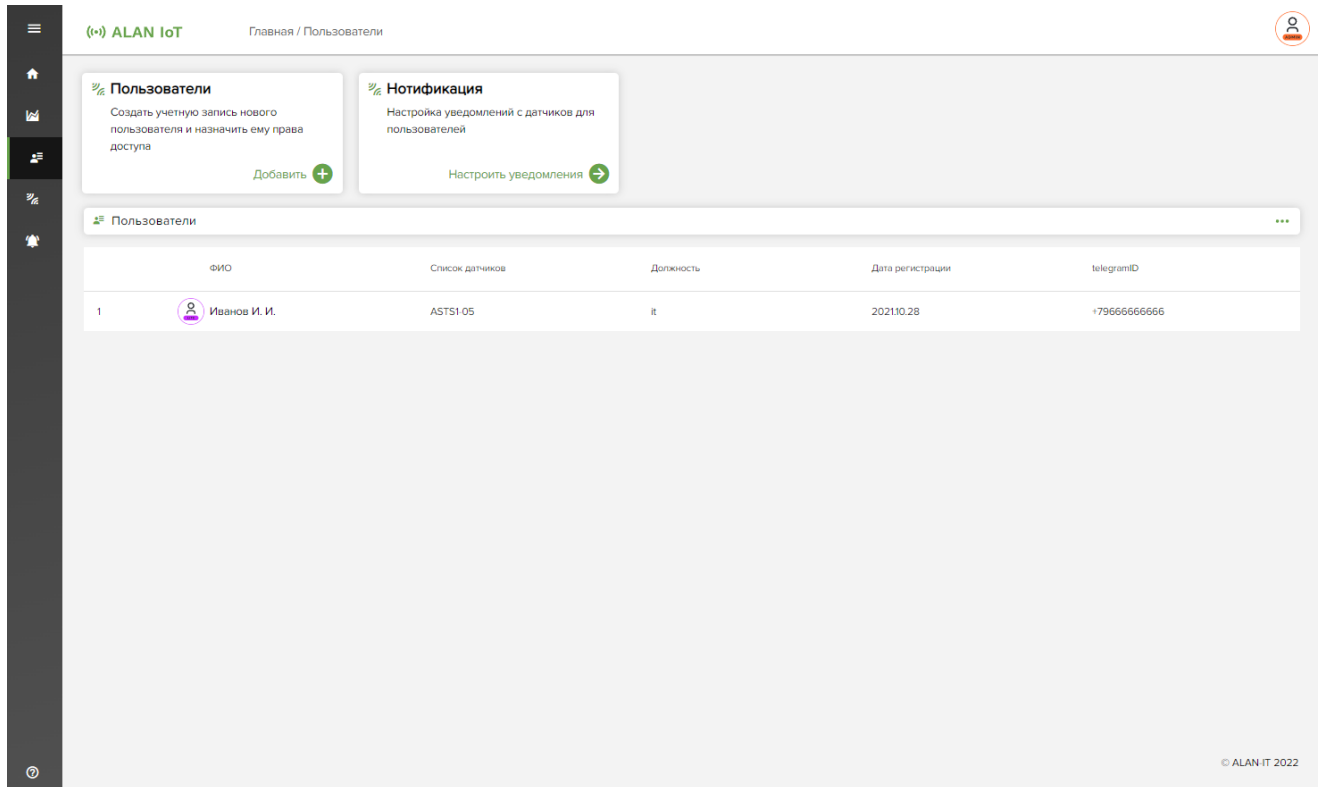 ALAN IoT
Главная / Пользователи
Пользователи
Создать учетную запись нового
пользователя и назначить ему права
доступа
Добавить
Нотификация
Настройка уведомлений с датчиков для
пользователей
Настроить уведомления
Пользователи
ФИО Список датчиков Должность Дата регистрации telegramID
1 Иванов И. И. ASTS1-05 it 2021.10.28 +79666666666
© ALAN-IT 2022